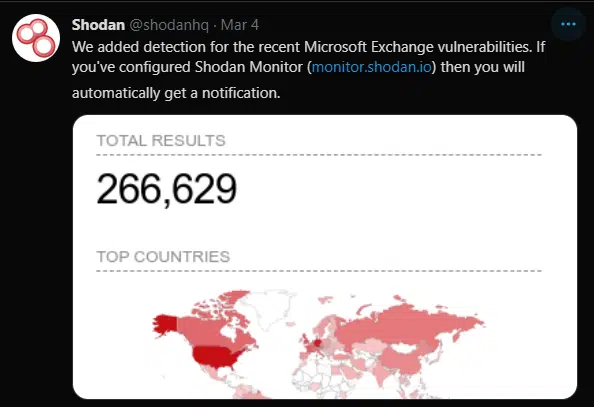 Shodan @shodanhq · Mar 4
We added detection for the recent Microsoft Exchange vulnerabilities. If
you've configured Shodan Monitor (monitor.shodan.io) then you will
automatically get a notification.
TOTAL RESULTS
266,629
TOP COUNTRIES